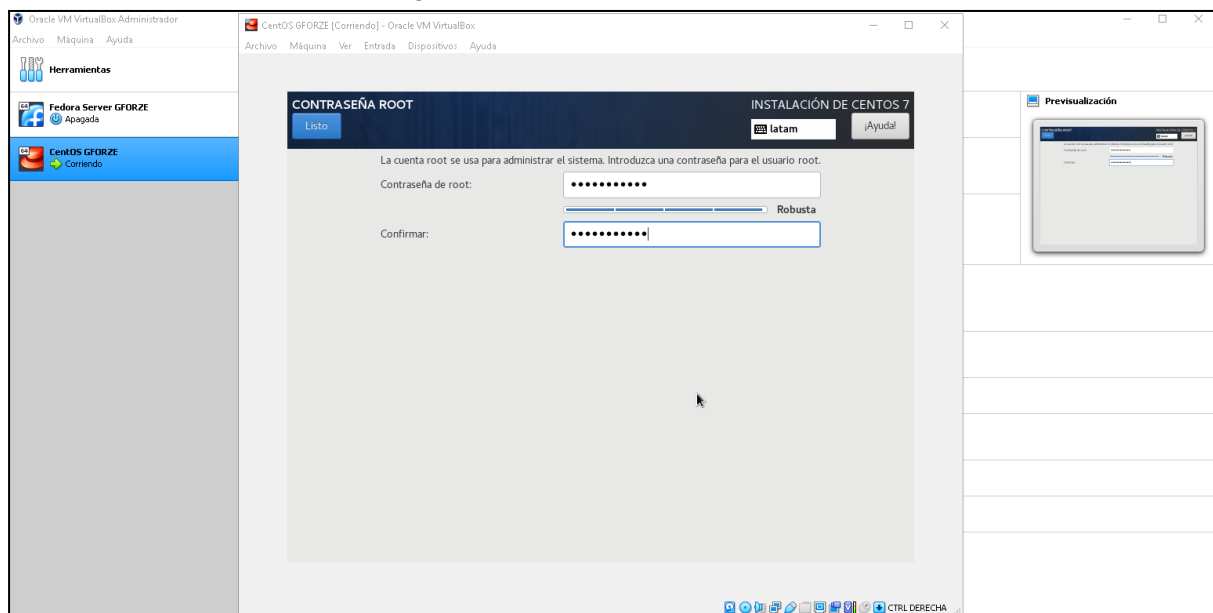 Oracle VM VirtualBox Administrador
Archivo Máquina Ayuda
Herramientas
64
Fedora Server GFORZE
Apagada
64
CentOS GFORZE
Corriendo
CentOS GFORZE [Corriendo] - Oracle VM VirtualBox
Archivo Máquina Ver Entrada Dispositivos Ayuda
CONTRASEÑA ROOT
INSTALACIÓN DE CENTOS 7
Listo
latam
¡Ayuda!
La cuenta root se usa para administrar el sistema. Introduzca una contraseña para el usuario root.
Contraseña de root:
•••••••••••
Robusta
Confirmar:
•••••••••••
CTRL DERECHA
Previsualización